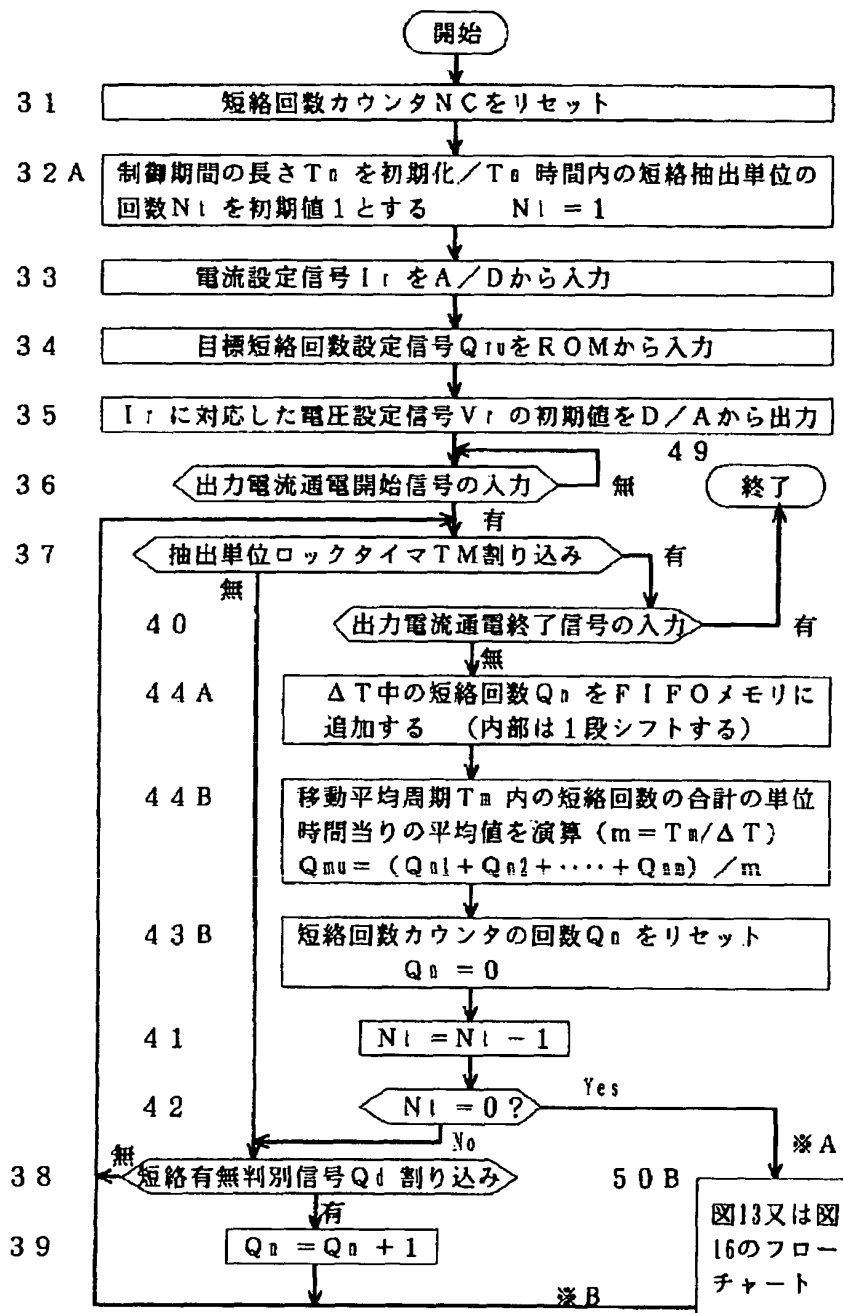 開始
31 短絡回数カウンタNCをリセット
32A 制御期間の長さTnを初期化/Tm時間内の短絡抽出単位の
回数Ntを初期値1とする Nt=1
33 電流設定信号IrをA/Dから入力
34 目標短絡回数設定信号QruをROMから入力
35 Irに対応した電圧設定信号Vrの初期値をD/Aから出力
49
36 出力電流通電開始信号の入力 無 終了
有
37 抽出単位ロックタイマTM割り込み 有
無
40 出力電流通電終了信号の入力 有
無
44A ΔT中の短絡回数QnをFIFOメモリに
追加する (内部は1段シフトする)
44B 移動平均周期Tm内の短絡回数の合計の単位
時間当りの平均値を演算(m=Tm/ΔT)
Qmu=(Qn1+Qn2+····+Qnm)/m
43B 短絡回数カウンタの回数Qnをリセット
Qn=0
41 Nt=Nt-1
42 Nt=0? Yes
No ※A
無
38 短絡有無判別信号Qd割り込み 50B
有
図13又は図
16のフロー
チャート
39 Qn=Qn+1
※B